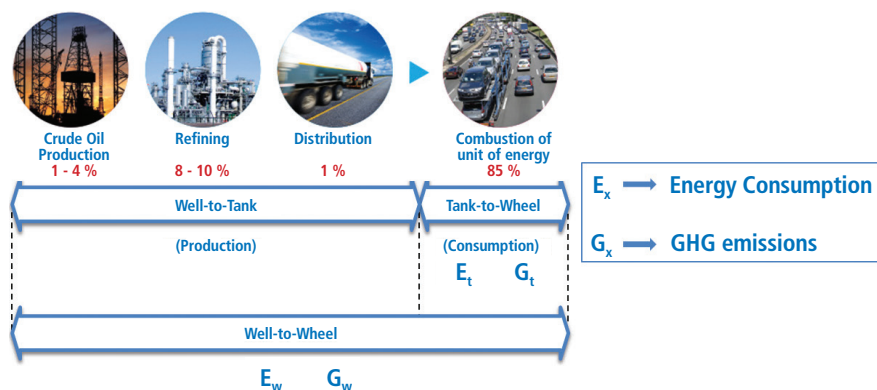 Crude Oil
Production
1 - 4 %
Refining
8 - 10 %
Distribution
1 %
Combustion of
unit of energy
85 %
Well-to-Tank
Tank-to-Wheel
(Production)
(Consumption)
Et Gt
Well-to-Wheel
Ew Gw
Ex → Energy Consumption
Gx → GHG emissions